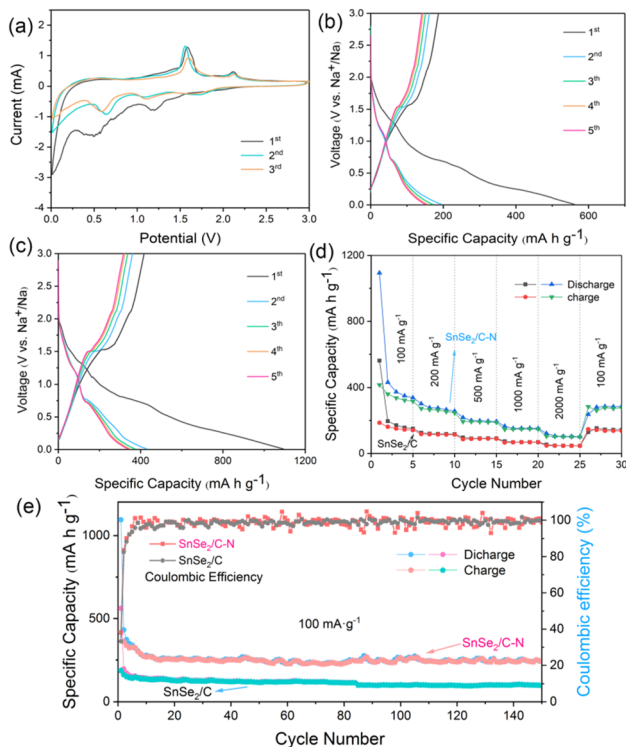 (a)
Current (mA)
3
2
1
0
-1
-2
-3
-4
0.0 0.5 1.0 1.5 2.0 2.5 3.0
Potential (V)
1st
2nd
3rd
(b)
Voltage (V vs. Na+/Na)
3.0
2.5
2.0
1.5
1.0
0.5
0.0
0 200 400 600
Specific Capacity (mA h g-1)
1st
2nd
3th
4th
5th
(c)
Voltage (V vs. Na+/Na)
3.0
2.5
2.0
1.5
1.0
0.5
0.0
0 400 800 1200
Specific Capacity (mA h g-1)
1st
2nd
3th
4th
5th
(d)
Specific Capacity (mA h g-1)
1200
800
400
0
0 5 10 15 20 25 30
Cycle Number
Discharge
charge
100 mA g-1
200 mA g-1
SnSe2/C-N
500 mA g-1
1000 mA g-1
2000 mA g-1
100 mA g-1
SnSe2/C
(e)
Specific Capacity (mA h g-1)
1000
500
0
0 20 40 60 80 100 120 140
Cycle Number
SnSe2/C-N
SnSe2/C
Coulombic Efficiency
Dicharge
Charge
100 mA·g-1
SnSe2/C-N
SnSe2/C
100
80
60
40
20
0
Coulombic efficiency (%)